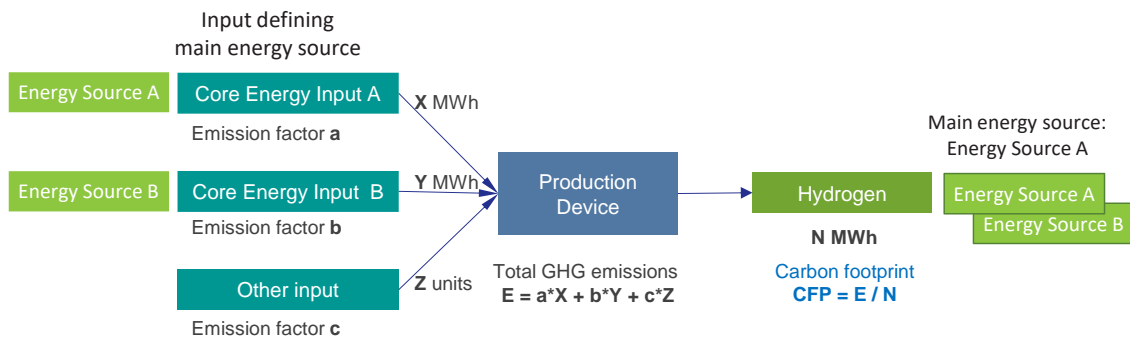 Input defining
main energy source
Energy Source A
Core Energy Input A
X MWh
Emission factor a
Energy Source B
Core Energy Input B
Y MWh
Emission factor b
Other input
Z units
Emission factor c
Production
Device
Total GHG emissions
E = a*X + b*Y + c*Z
Hydrogen
N MWh
Carbon footprint
CFP = E / N
Main energy source:
Energy Source A
Energy Source A
Energy Source B